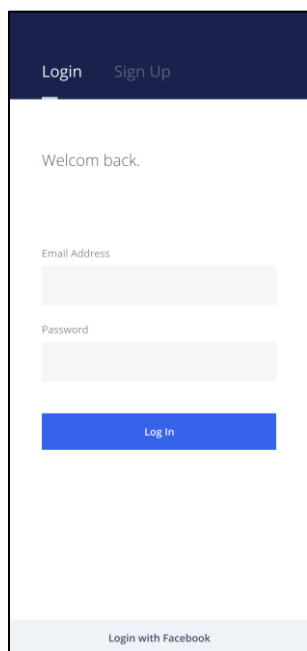 Login Sign Up
Welcom back.
Email Address
Password
Log In
Login with Facebook